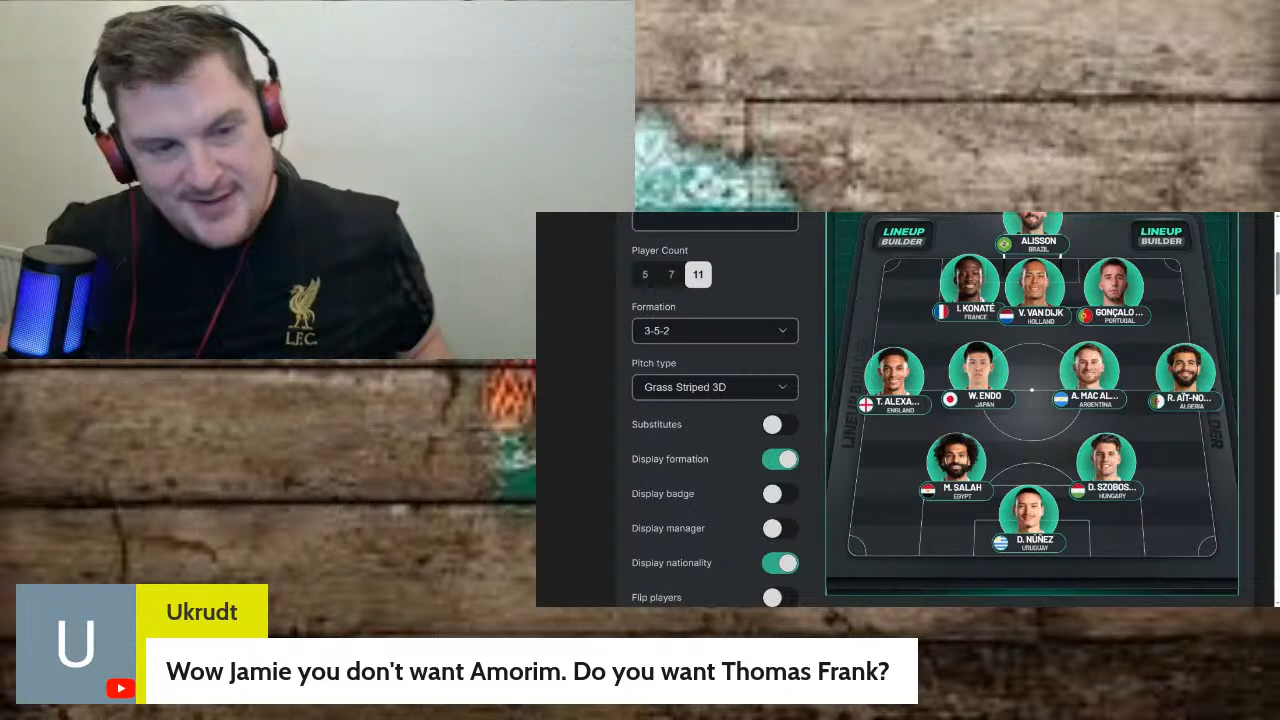 L.F.C.
Player Count
5 7 11
Formation
3-5-2
Pitch type
Grass Striped 3D
Substitutes
Display formation
Display badge
Display manager
Display nationality
Flip players
LINEUP
BUILDER
LINEUP
BUILDER
ALISSON
BRAZIL
I. KONATÉ
FRANCE
V. VAN DIJK
HOLLAND
GONÇALO ...
PORTUGAL
T. ALEXA...
ENGLAND
W. ENDO
JAPAN
A. MAC AL...
ARGENTINA
R. AÏT-NO...
ALGERIA
M. SALAH
EGYPT
D. SZOBOS...
HUNGARY
D. NÚÑEZ
URUGUAY
U
Ukrudt
Wow Jamie you don't want Amorim. Do you want Thomas Frank?